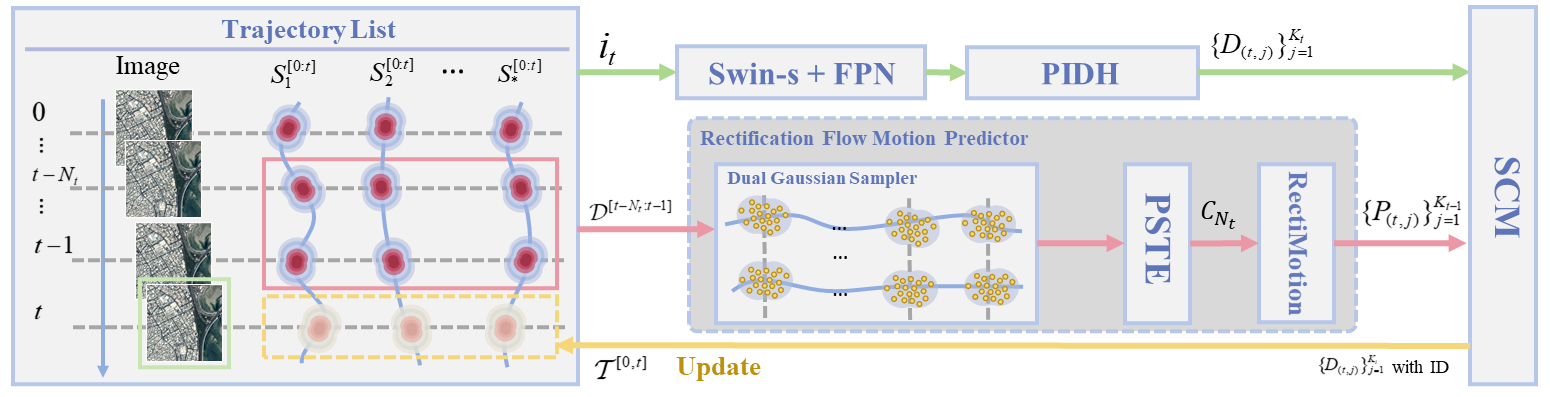 Trajectory List
Image
S_1^{[0:t]} S_2^{[0:t]} ... S_*^{[0:t]}
0
⋮
t-N_t
⋮
t-1
t
i_t
Swin-s + FPN
PIDH
{D_{(t,j)}}_{j=1}^{K_t}
Rectification Flow Motion Predictor
Dual Gaussian Sampler
...
...
...
D^{[t-N_t:t-1]}
PSTE
C_{N_t}
RectiMotion
{P_{(t,j)}}_{j=1}^{K_{t-1}}
SCM
T^{[0,t]}
Update
{D_{(t,j)}}_{j=1}^{K_t} with ID